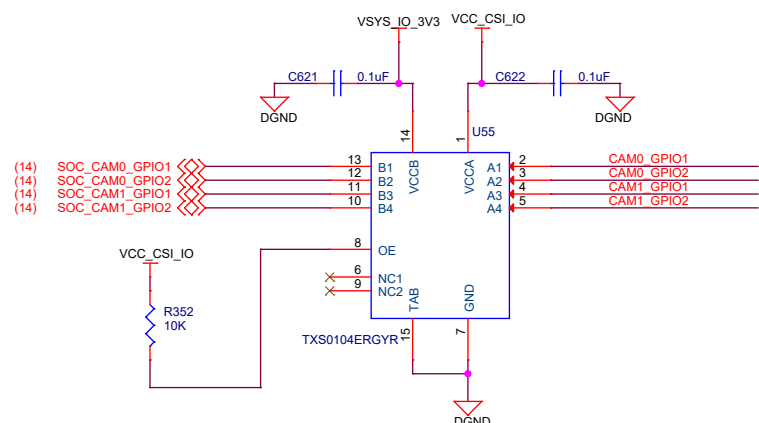 VSYS_IO_3V3
VCC_CSI_IO
C621
0.1uF
C622
0.1uF
DGND
DGND
14
1
U55
VCCB
VCCA
(14) SOC_CAM0_GPIO1
13
B1
A1
2
CAM0_GPIO1
(14) SOC_CAM0_GPIO2
12
B2
A2
3
CAM0_GPIO2
(14) SOC_CAM1_GPIO1
11
B3
A3
4
CAM1_GPIO1
(14) SOC_CAM1_GPIO2
10
B4
A4
5
CAM1_GPIO2
8
OE
VCC_CSI_IO
6
NC1
9
NC2
TAB
GND
R352
10K
TXS0104ERGYR
15
7
DGND